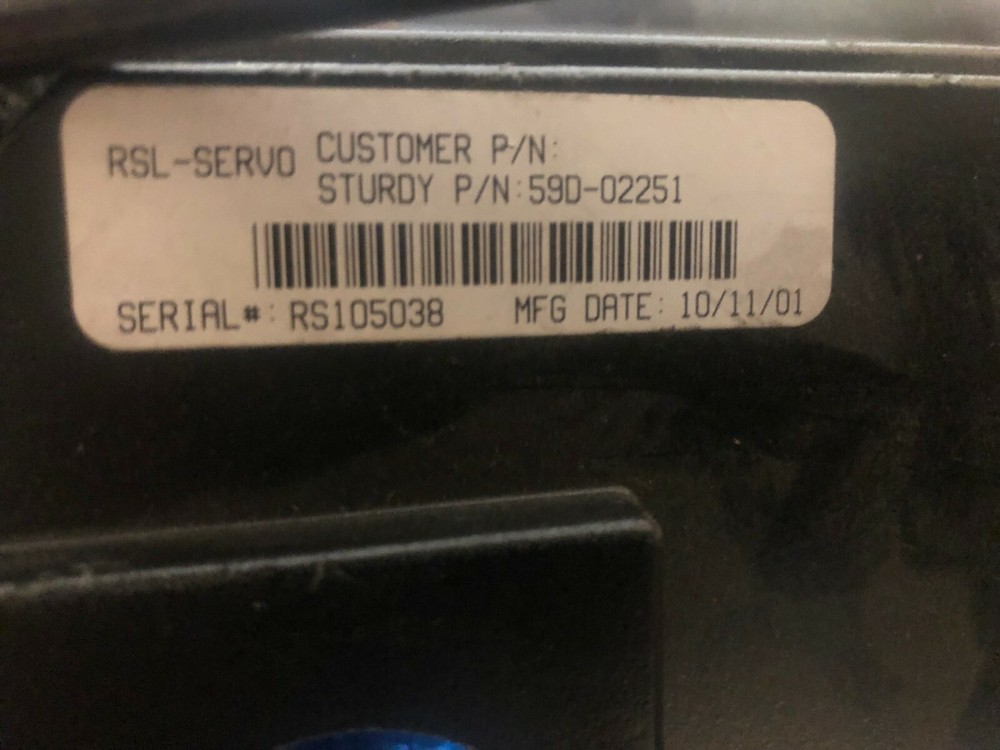 RSL-SERVO CUSTOMER P/N:
STURDY P/N:59D-02251
SERIAL#: RS105038 MFG DATE: 10/11/01